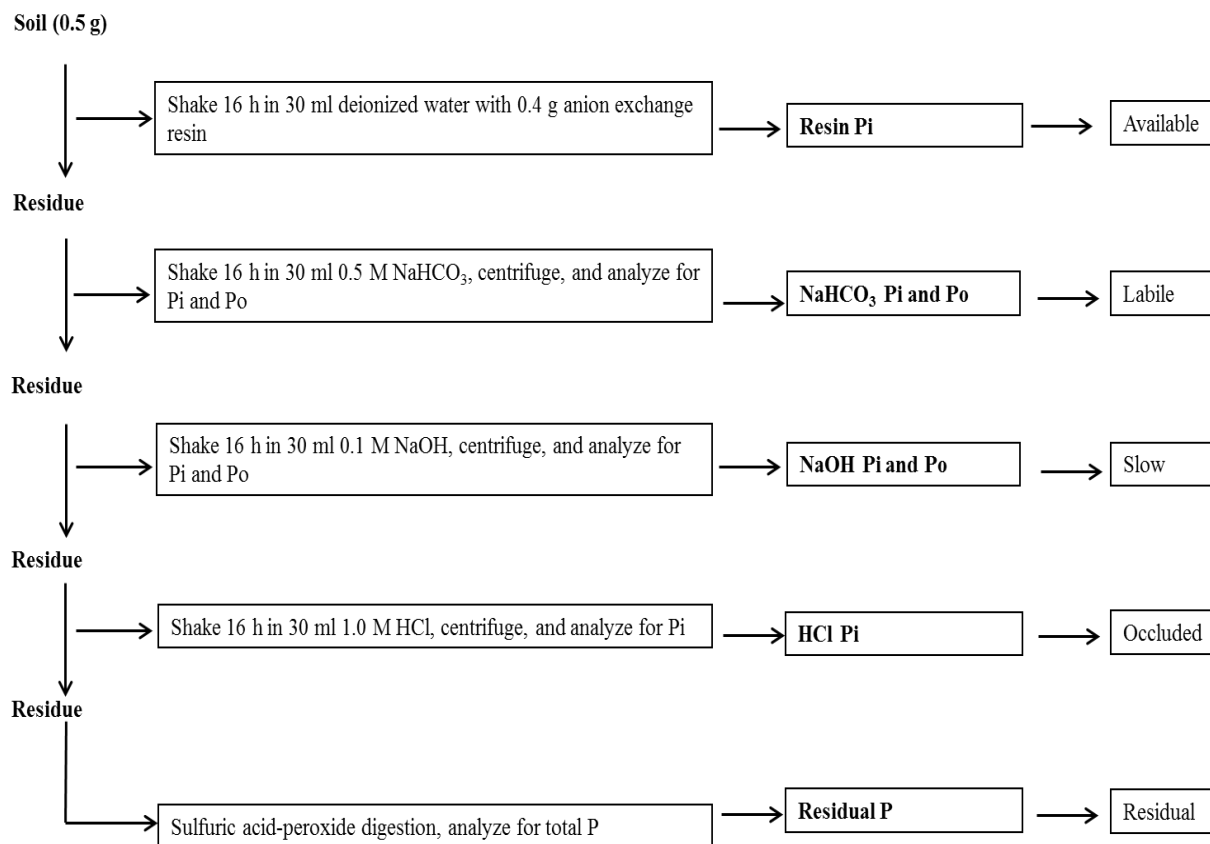 Soil (0.5 g)
Shake 16 h in 30 ml deionized water with 0.4 g anion exchange
resin
Resin Pi
Available
Residue
Shake 16 h in 30 ml 0.5 M NaHCO₃, centrifuge, and analyze for
Pi and Po
NaHCO₃ Pi and Po
Labile
Residue
Shake 16 h in 30 ml 0.1 M NaOH, centrifuge, and analyze for
Pi and Po
NaOH Pi and Po
Slow
Residue
Shake 16 h in 30 ml 1.0 M HCl, centrifuge, and analyze for Pi
HCl Pi
Occluded
Residue
Sulfuric acid-peroxide digestion, analyze for total P
Residual P
Residual